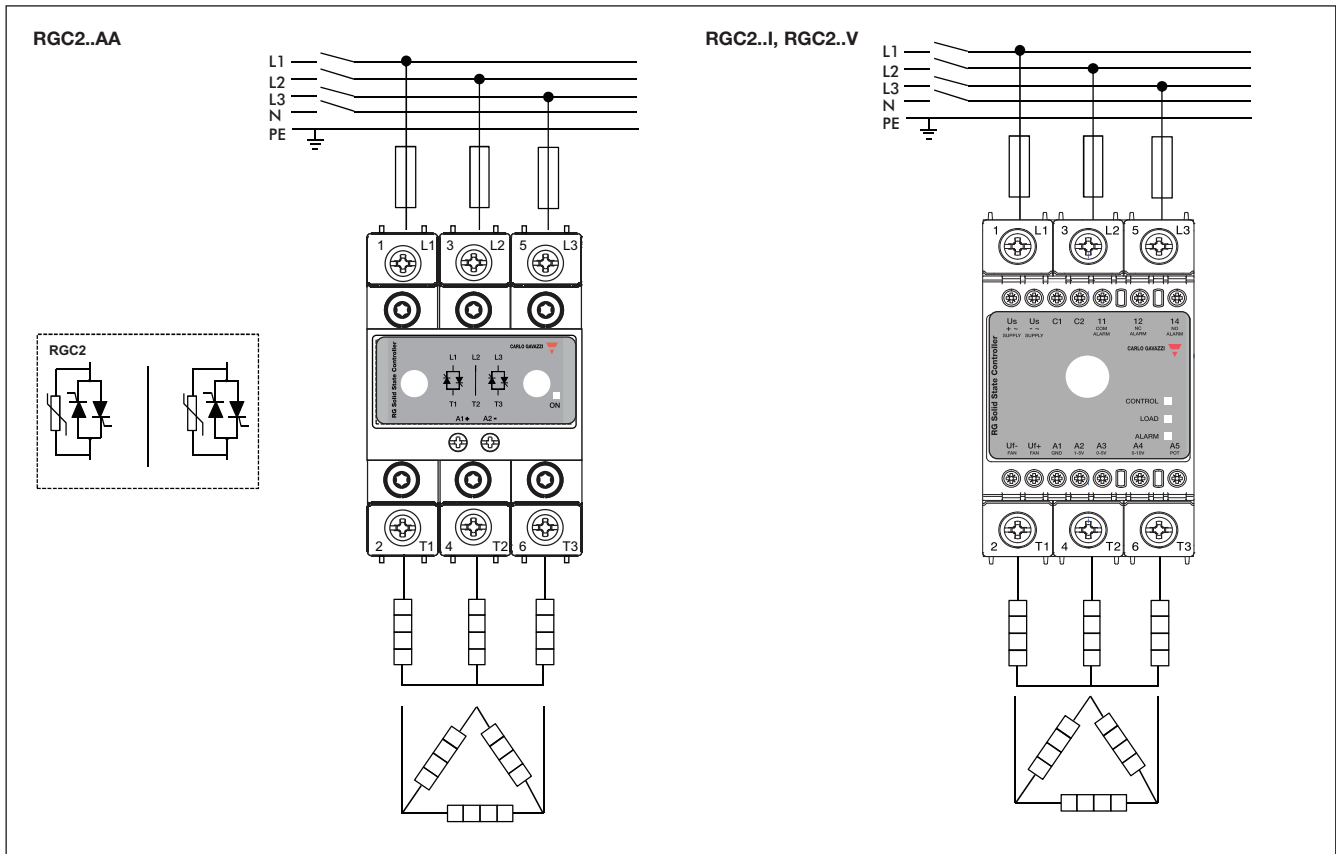 RGC2..AA
L1
L2
L3
N
PE
1 L1 3 L2 5 L3
RG Solid State Controller
CARLO GAVAZZI
L1 L2 L3
T1 T2 T3
ON
A1+ A2-
2 T1 4 T2 6 T3
RGC2
RGC2..I, RGC2..V
L1
L2
L3
N
PE
1 L1 3 L2 5 L3
Us Us C1 C2 11 12 14
+ ~ - ~ COM NC NO
SUPPLY SUPPLY ALARM ALARM ALARM
CARLO GAVAZZI
RG Solid State Controller
CONTROL
LOAD
ALARM
Uf- Uf+ A1 A2 A3 A4 A5
FAN FAN GND 1-5V 0-5V 0-10V POT
2 T1 4 T2 6 T3